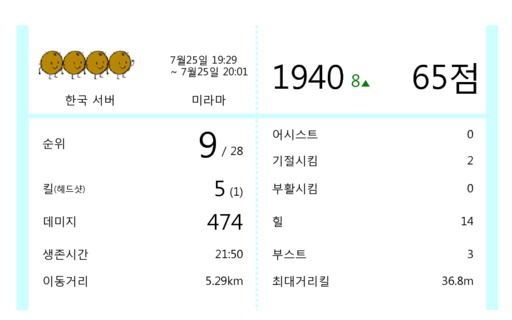 7월25일 19:29
~ 7월25일 20:01
한국 서버
미라마
1940 8▲
65점
순위 9 / 28
킬(헤드샷) 5 (1)
데미지 474
생존시간 21:50
이동거리 5.29km
어시스트 0
기절시킴 2
부활시킴 0
힐 14
부스트 3
최대거리킬 36.8m